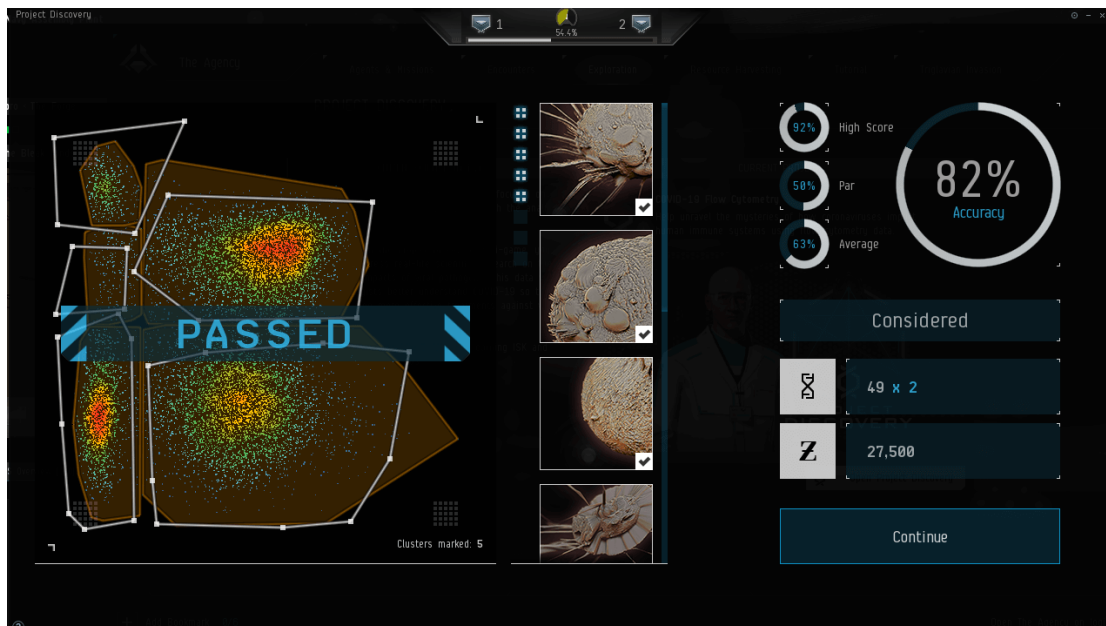 Project Discovery
1
54.4%
2
92%
High Score
50%
Par
63%
Average
82%
Accuracy
PASSED
Considered
49 x 2
27,500
Continue
Clusters marked: 5